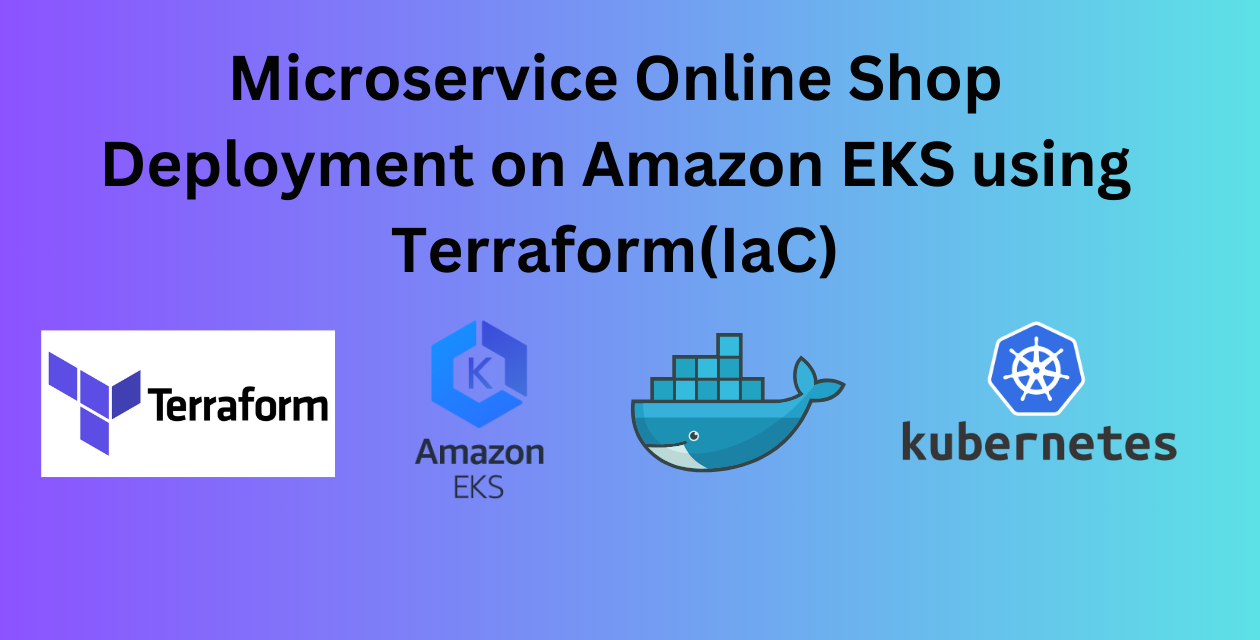 Microservice Online Shop
Deployment on Amazon EKS using
Terraform(IaC)
Terraform
K
Amazon
EKS
kubernetes